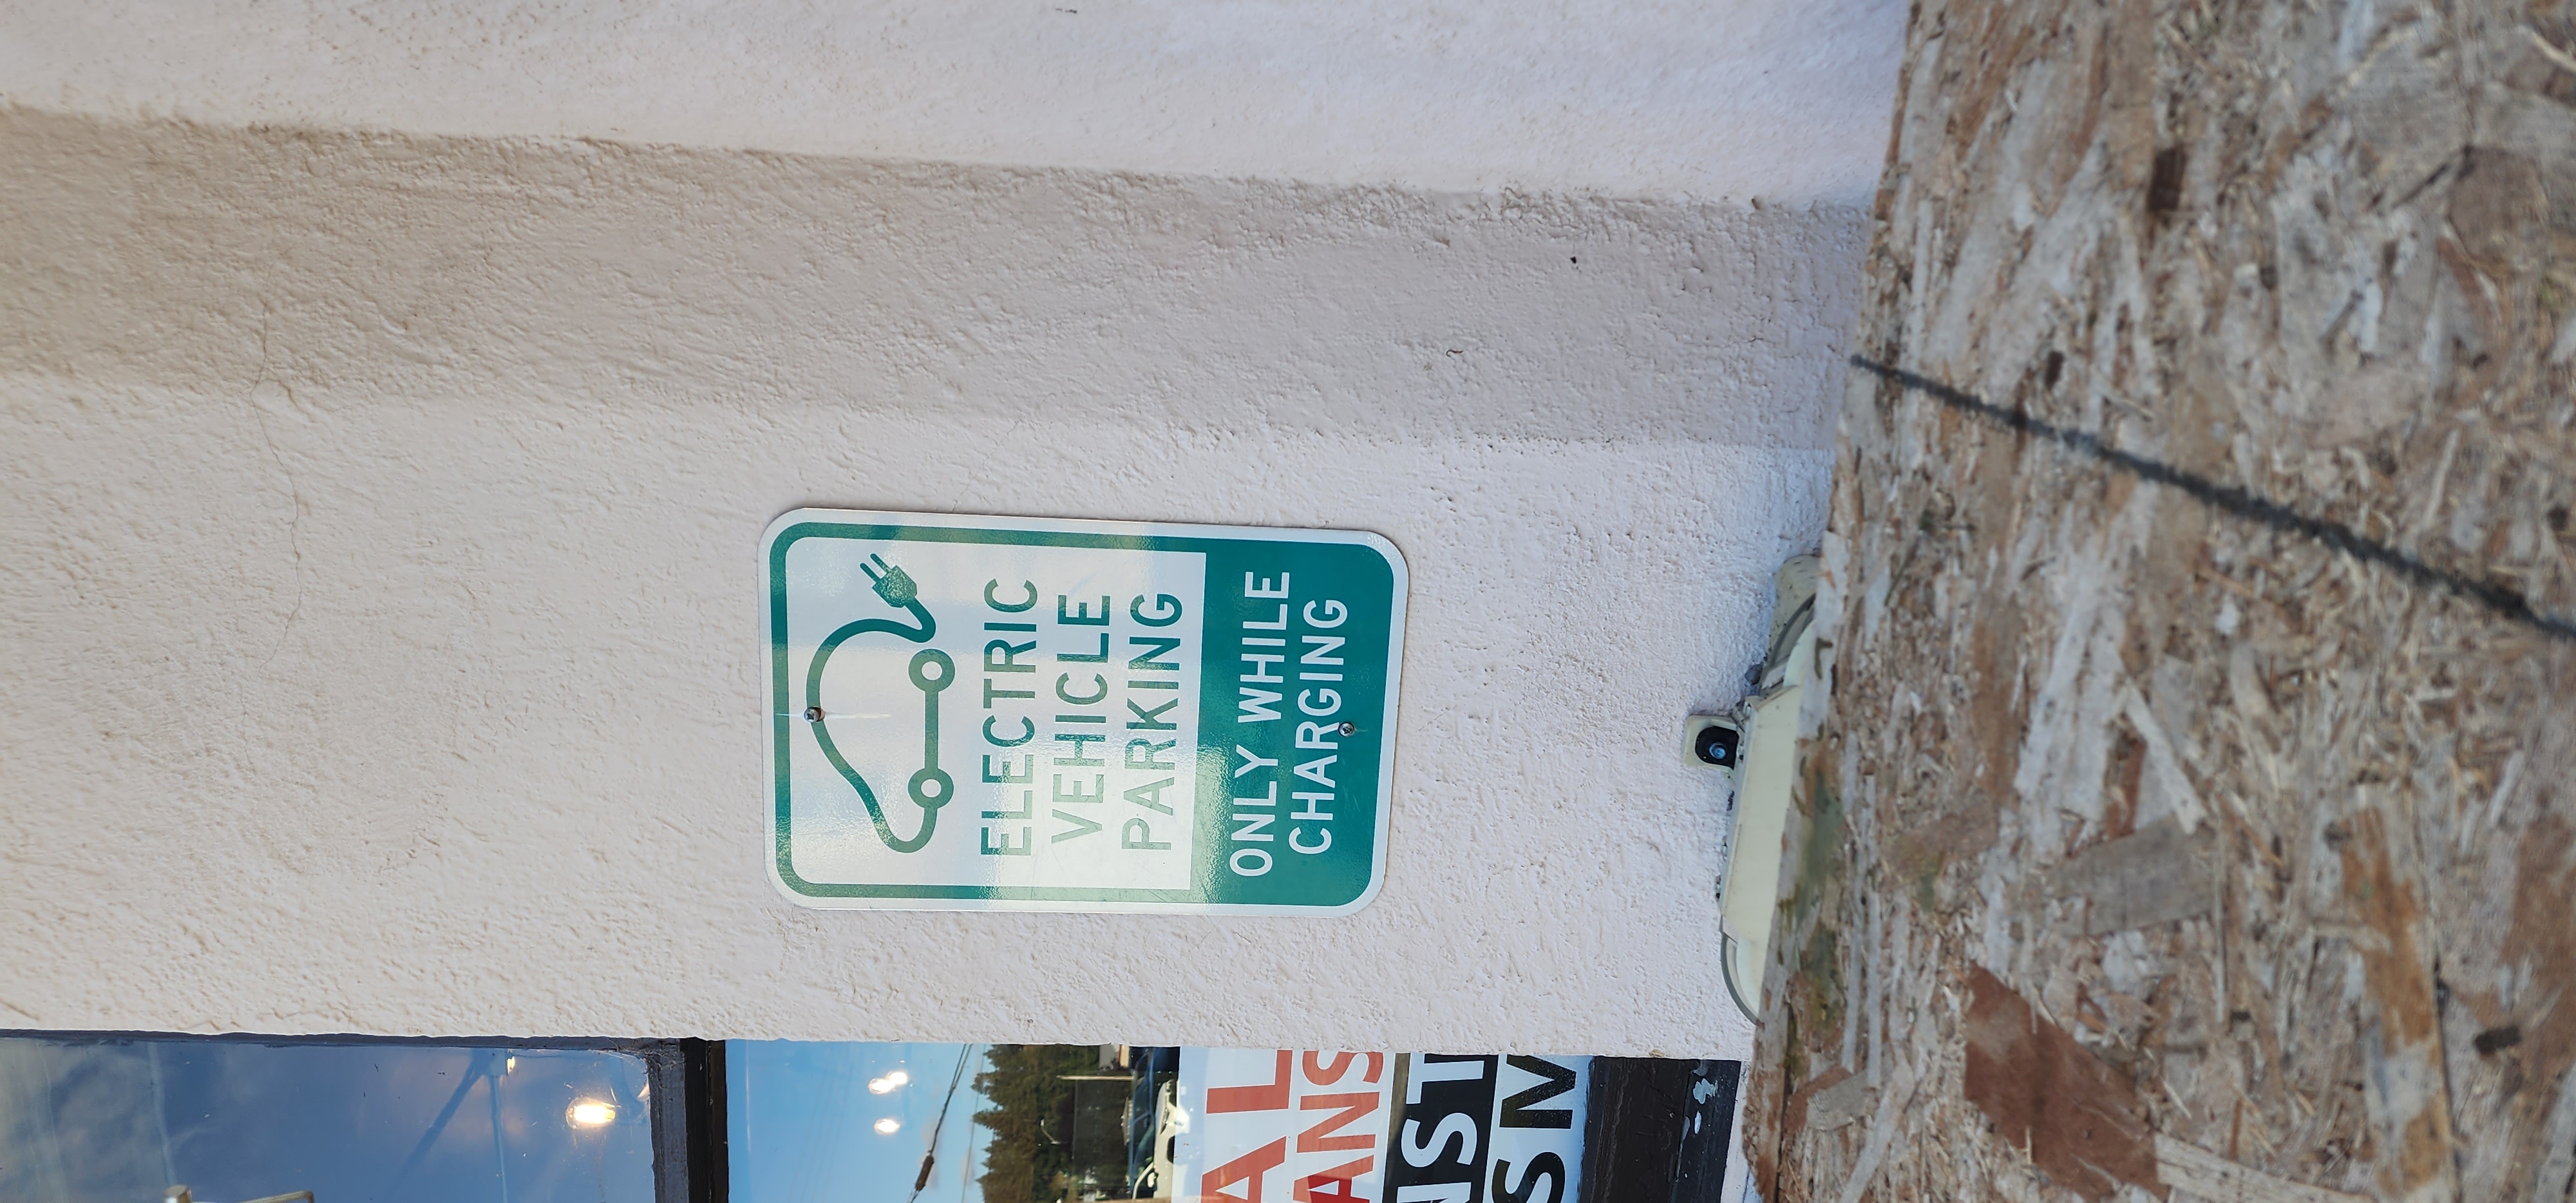 ELECTRIC
VEHICLE
PARKING
ONLY WHILE
CHARGING